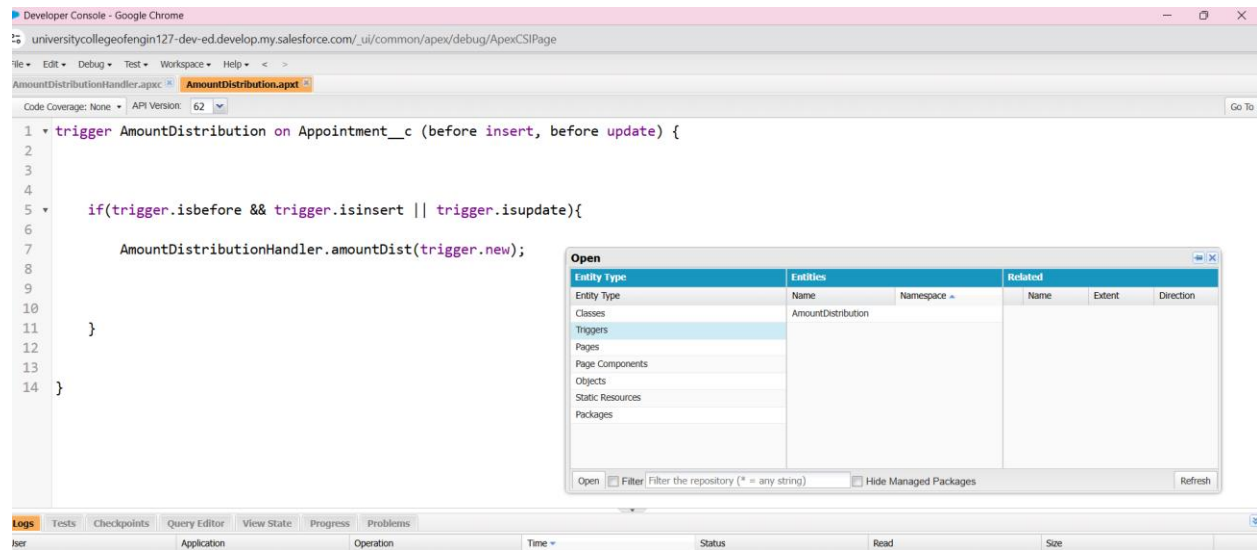 Developer Console - Google Chrome
universitycollegeofengin127-dev-ed.develop.my.salesforce.com/_ui/common/apex/debug/ApexCSIPage
File Edit Debug Test Workspace Help < >
AmountDistributionHandler.apxc AmountDistribution.apxt
Code Coverage: None API Version: 62 Go To
1 trigger AmountDistribution on Appointment__c (before insert, before update) {
2
3
4
5 if(trigger.isbefore && trigger.isinsert || trigger.isupdate){
6
7 AmountDistributionHandler.amountDist(trigger.new);
8
9
10
11 }
12
13
14 }
Open
Entity Type Entities Related
Entity Type Name Namespace Name Extent Direction
Classes AmountDistribution
Triggers
Pages
Page Components
Objects
Static Resources
Packages
Open Filter Filter the repository (* = any string) Hide Managed Packages Refresh
Logs Tests Checkpoints Query Editor View State Progress Problems
User Application Operation Time Status Read Size